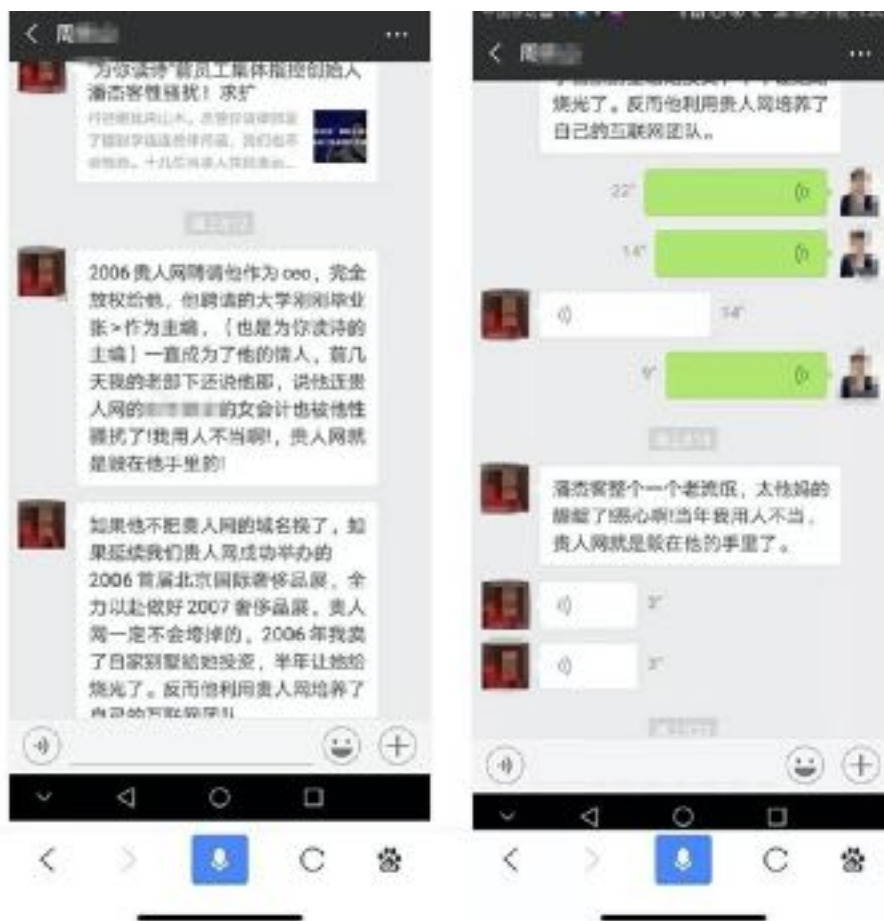 周
"为你读诗"前员工集体指控创始人
潘杰客性骚扰！求扩
2006贵人网聘请他作为ceo，完全
放权给他，他聘请的大学刚刚毕业
张>作为主编，［也是为你读诗的
主编］一直成为了他的情人，前几
天我的老部下还说他那，说他连贵
人网的
的女会计也被他性
骚扰了!我用人不当啊!，贵人网就
是毁在他手里的!
如果他不把贵人网的域名换了，如
果延续我们贵人网成功举办的
2006首届北京国际奢侈品展，全
力以赴做好2007奢侈品展，贵人
网一定不会垮掉的，2006年我卖
了自家别墅给她投资，半年让她给
烧光了。反而他利用贵人网培养了
自己的互联网团队
周
烧光了。反而他利用贵人网培养了
自己的互联网团队。
22"
14"
14"
9"
潘杰客整个一个老流氓，太他妈的
龌龊了!恶心啊!当年我用人不当，
贵人网就是毁在他的手里了。
3"
3"